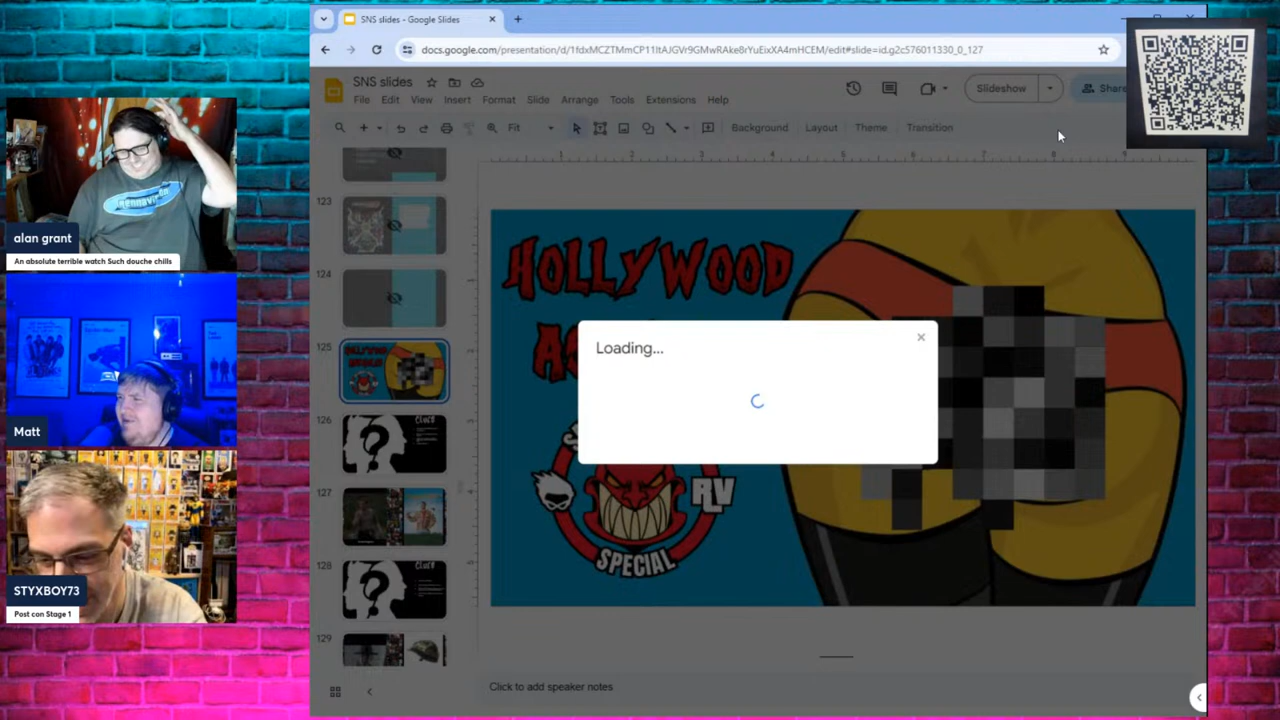 SNS slides - Google Slides
docs.google.com/presentation/d/1fdxMCZTMmCP11ItAJGVr9GMwRAke8rYuEixXA4mHCEM/edit#slide=id.g2c576011330_0_127
SNS slides
File Edit View Insert Format Slide Arrange Tools Extensions Help
Slideshow
Share
Fit
Background Layout Theme Transition
alan grant
An absolute terrible watch Such douche chills
Matt
STYXBOY73
Post con Stage 1
123
124
125
126
127
128
129
HOLLYWOOD
Loading...
RV
SPECIAL
Click to add speaker notes